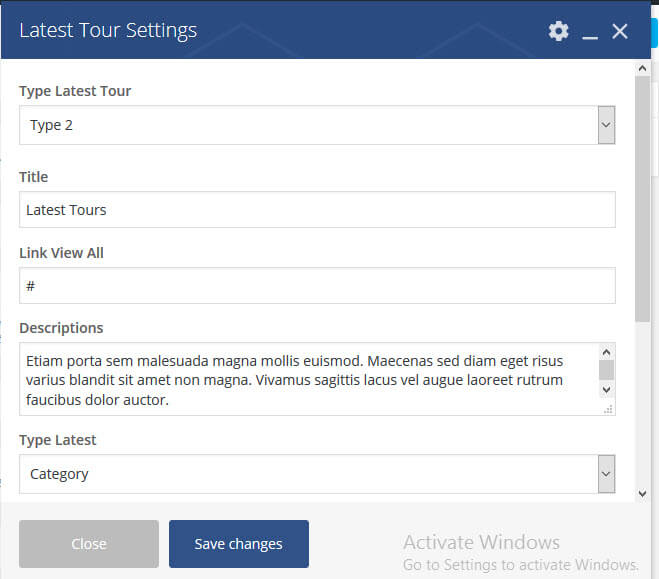 Latest Tour Settings
Type Latest Tour
Type 2
Title
Latest Tours
Link View All
#
Descriptions
Etiam porta sem malesuada magna mollis euismod. Maecenas sed diam eget risus
varius blandit sit amet non magna. Vivamus sagittis lacus vel augue laoreet rutrum
faucibus dolor auctor.
Type Latest
Category
Close
Save changes
Activate Windows
Go to Settings to activate Windows.